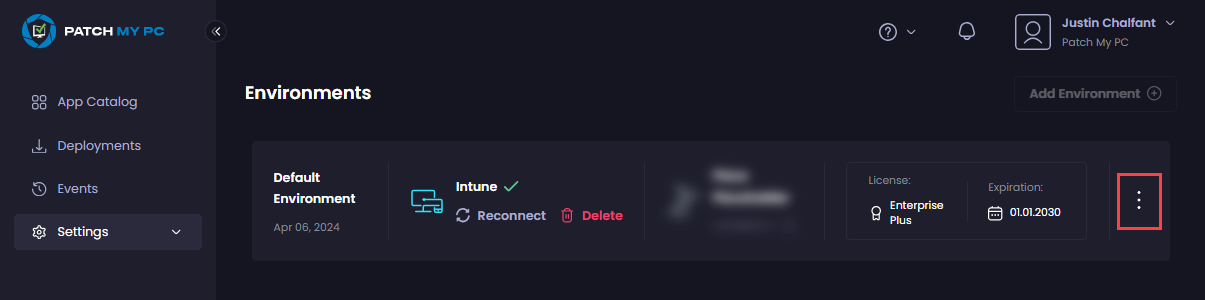 PATCH MY PC
App Catalog
Deployments
Events
Settings
Justin Chalfant
Patch My PC
Environments
Add Environment
Default
Environment
Apr 06, 2024
Intune
Reconnect
Delete
License:
Enterprise
Plus
Expiration:
01.01.2030